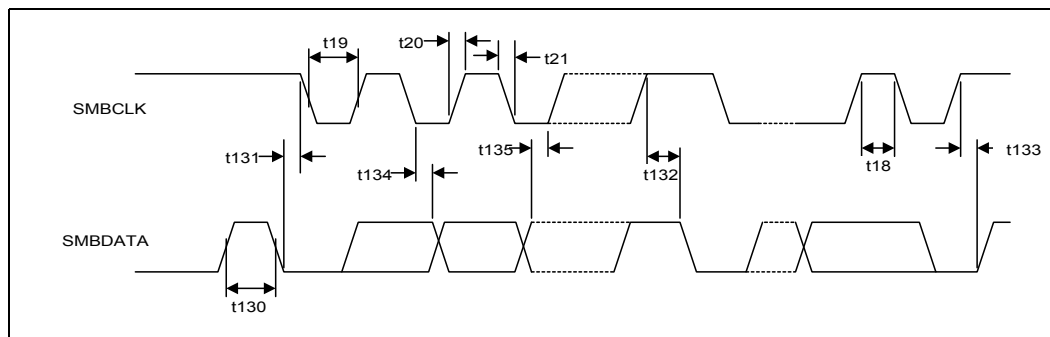 t19
t20
t21
SMBCLK
t131
t135
t134
t132
t18
t133
SMBDATA
t130